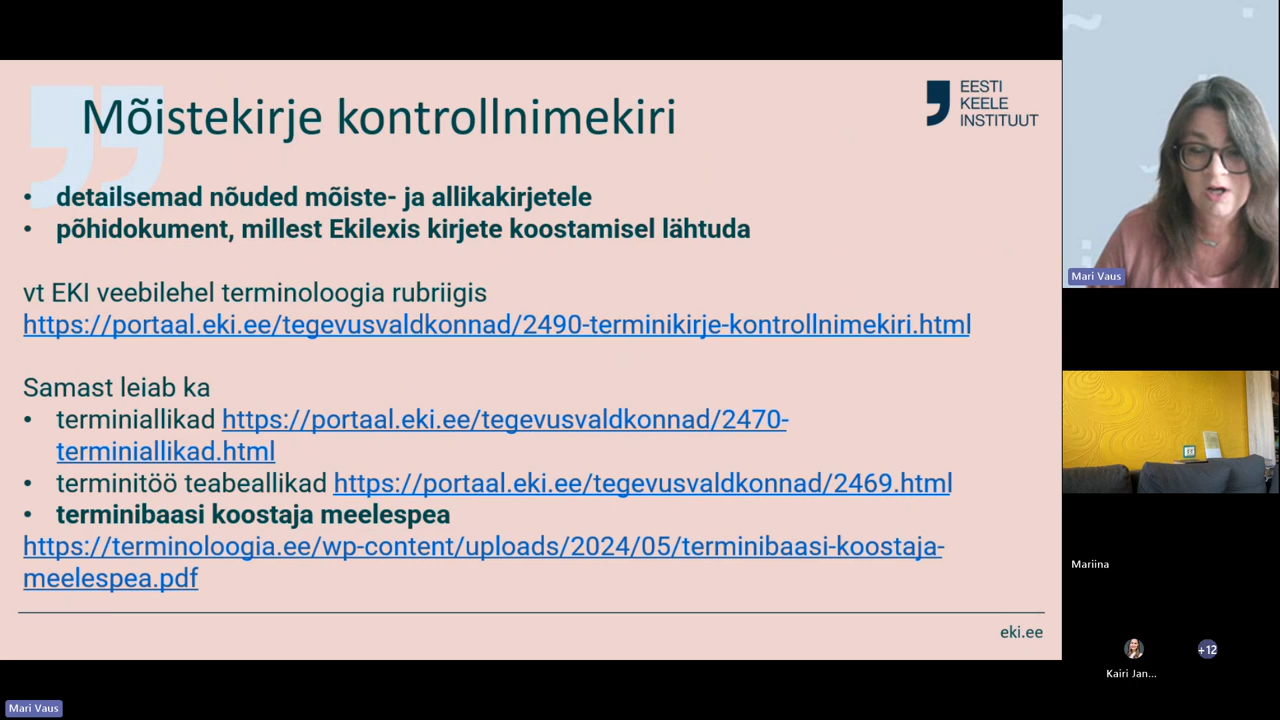 Mõistekirje kontrollnimekiri
EESTI
KEELE
INSTITUUT
• detailsemad nõuded mõiste- ja allikakirjetele
• põhidokument, millest Ekilexis kirjete koostamisel lähtuda
vt EKI veebilehel terminoloogia rubriigis
https://portaal.eki.ee/tegevusvaldkonnad/2490-terminikirje-kontrollnimekiri.html
Samast leiab ka
• terminiallikad https://portaal.eki.ee/tegevusvaldkonnad/2470-
terminiallikad.html
• terminitöö teabeallikad https://portaal.eki.ee/tegevusvaldkonnad/2469.html
• terminibaasi koostaja meelespea
https://terminoloogia.ee/wp-content/uploads/2024/05/terminibaasi-koostaja-
meelespea.pdf
eki.ee
Mari Vaus
Mariina
+12
Kairi Jan...
Mari Vaus